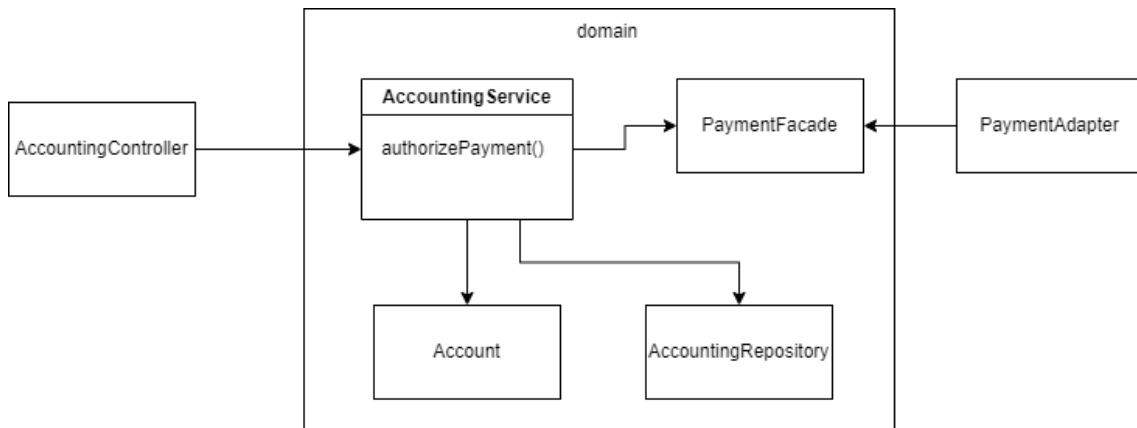 domain
AccountingService
PaymentFacade
PaymentAdapter
AccountingController
authorizePayment()
Account
AccountingRepository